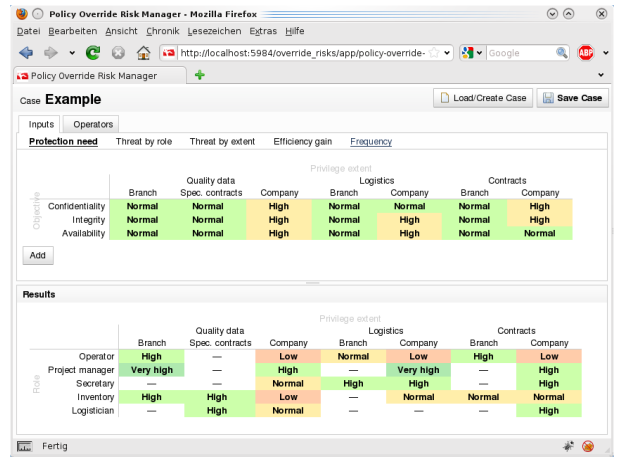 Policy Override Risk Manager - Mozilla Firefox
Datei Bearbeiten Ansicht Chronik Lesezeichen Extras Hilfe
http://localhost:5984/override_risks/app/policy-override- Google ABP
Policy Override Risk Manager
Case Example Load/Create Case Save Case
Inputs Operators
Protection need Threat by role Threat by extent Efficiency gain Frequency
Privilege extent
Quality data Logistics Contracts
Branch Spec. contracts Company Branch Company Branch Company
Objective
Confidentiality Normal Normal High Normal Normal Normal High
Integrity Normal Normal High Normal High Normal High
Availability Normal Normal High Normal High Normal Normal
Add
Results
Privilege extent
Quality data Logistics Contracts
Branch Spec. contracts Company Branch Company Branch Company
Role
Operator High — Low Normal Low High Low
Project manager Very high — High — Very high — High
Secretary — — Normal High High — High
Inventory High High Low — Normal Normal Normal
Logistician — High Normal — — — High
Fertig